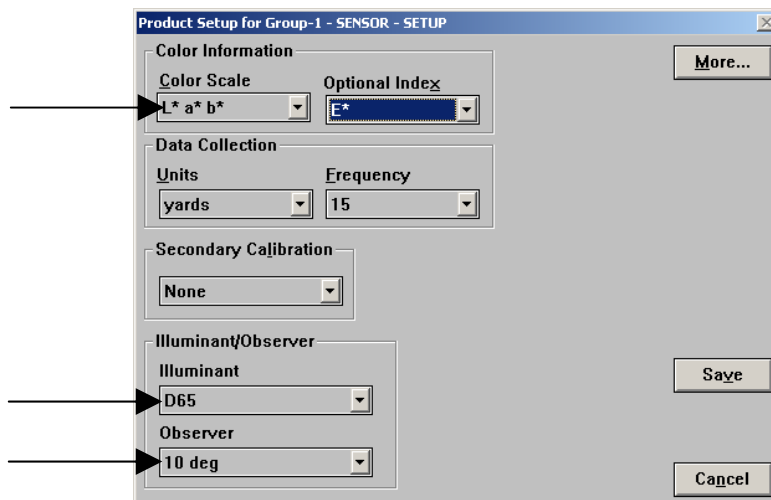 Product Setup for Group-1 - SENSOR - SETUP
Color Information
More...
Color Scale
Optional Index
L* a* b*
E*
Data Collection
Units
Frequency
yards
15
Secondary Calibration
None
Illuminant/Observer
Illuminant
D65
Save
Observer
10 deg
Cancel